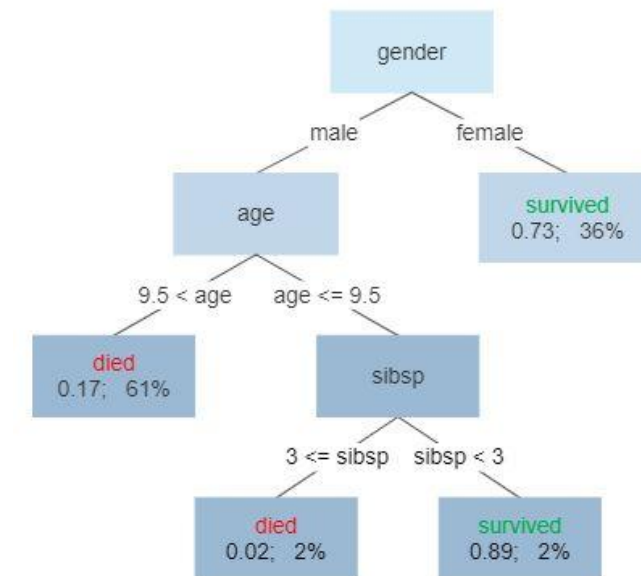 gender
male
female
age
survived
0.73; 36%
9.5 < age
age <= 9.5
died
0.17; 61%
sibsp
3 <= sibsp
sibsp < 3
died
0.02; 2%
survived
0.89; 2%